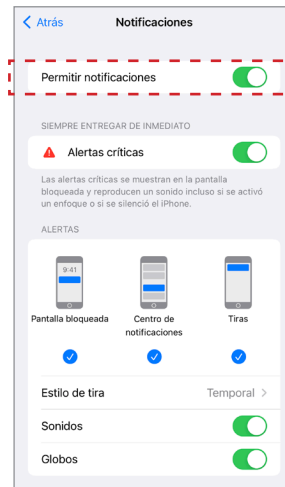 Atrás
Notificaciones
Permitir notificaciones
SIEMPRE ENTREGAR DE INMEDIATO
Alertas críticas
Las alertas críticas se muestran en la pantalla
bloqueada y reproducen un sonido incluso si se activó
un enfoque o si se silenció el iPhone.
ALERTAS
9:41
Pantalla bloqueada
Centro de
notificaciones
Tiras
Estilo de tira
Temporal
Sonidos
Globos